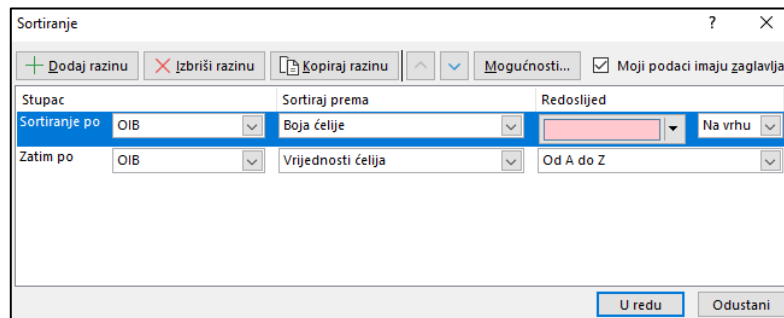 Sortiranje ? ×
Dodaj razinu Izbriši razinu Kopiraj razinu Mogućnosti... Moji podaci imaju zaglavlja
Stupac Sortiraj prema Redoslijed
Sortiranje po OIB Boja ćelije Na vrhu
Zatim po OIB Vrijednosti ćelija Od A do Z
U redu Odustani